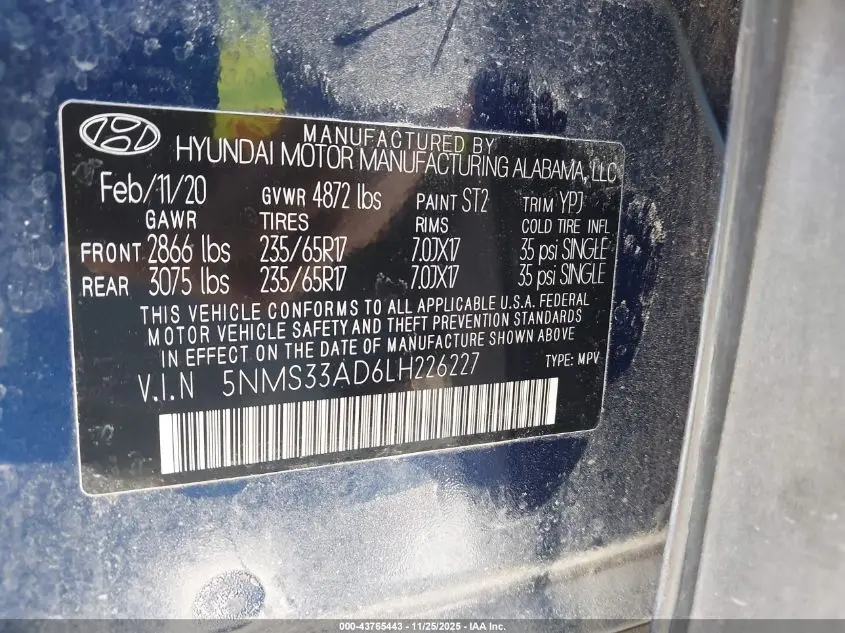 MANUFACTURED BY
HYUNDAI MOTOR MANUFACTURING ALABAMA, LLC
Feb/11/20 GVWR 4872 lbs PAINT ST2 TRIM YPJ
GAWR TIRES RIMS COLD TIRE INFL
FRONT 2866 lbs 235/65R17 7.0JX17 35 psi SINGLE
REAR 3075 lbs 235/65R17 7.0JX17 35 psi SINGLE
THIS VEHICLE CONFORMS TO ALL APPLICABLE U.S.A. FEDERAL
MOTOR VEHICLE SAFETY AND THEFT PREVENTION STANDARDS
IN EFFECT ON THE DATE OF MANUFACTURE SHOWN ABOVE
V.I.N 5NMS33AD6LH226227 TYPE: MPV
000-43765443 - 11/25/2025 - IAA Inc.